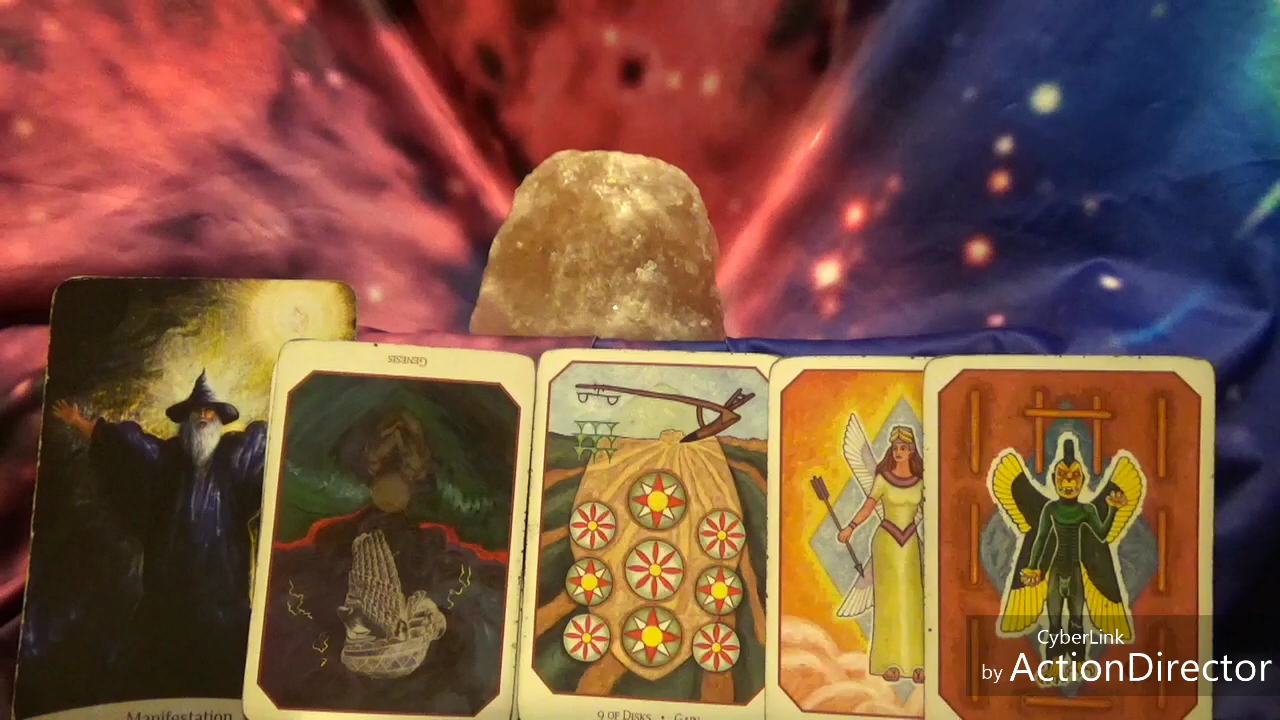 GENESIS
Manifestation
9 OF DISKS • GAIN
CyberLink
by ActionDirector